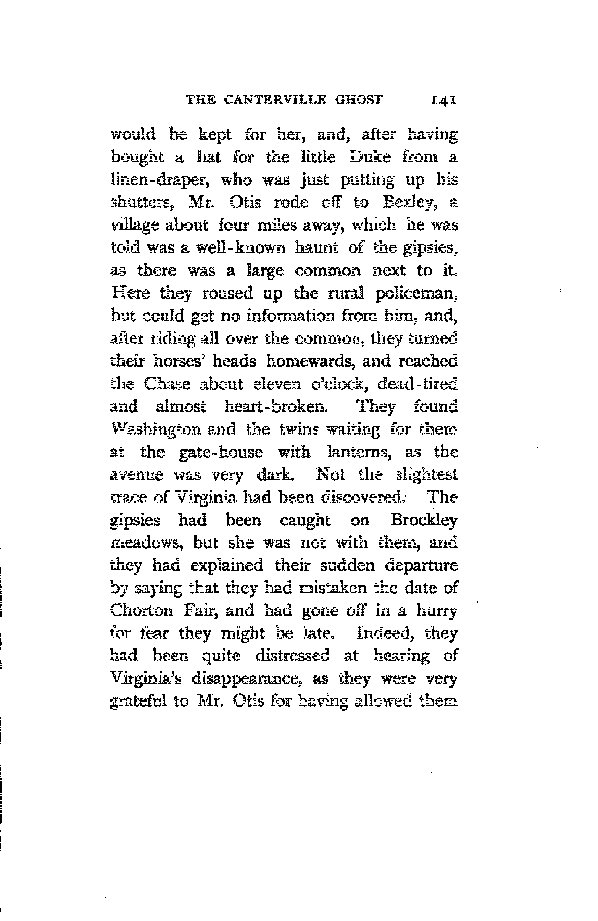 THE CANTERVILLE GHOST 141
would be kept for her, and, after having
bought a hat for the little Duke from a
linen-draper, who was just putting up his
shutters, Mr. Otis rode off to Bexley, a
village about four miles away, which he was
told was a well-known haunt of the gipsies,
as there was a large common next to it.
Here they roused up the rural policeman,
but could get no information from him, and,
after riding all over the common, they turned
their horses' heads homewards, and reached
the Chase about eleven o'clock, dead-tired
and almost heart-broken. They found
Washington and the twins waiting for them
at the gate-house with lanterns, as the
avenue was very dark. Not the slightest
trace of Virginia had been discovered. The
gipsies had been caught on Brockley
meadows, but she was not with them, and
they had explained their sudden departure
by saying that they had mistaken the date of
Chorton Fair, and had gone off in a hurry
for fear they might be late. Indeed, they
had been quite distressed at hearing of
Virginia's disappearance, as they were very
grateful to Mr. Otis for having allowed them